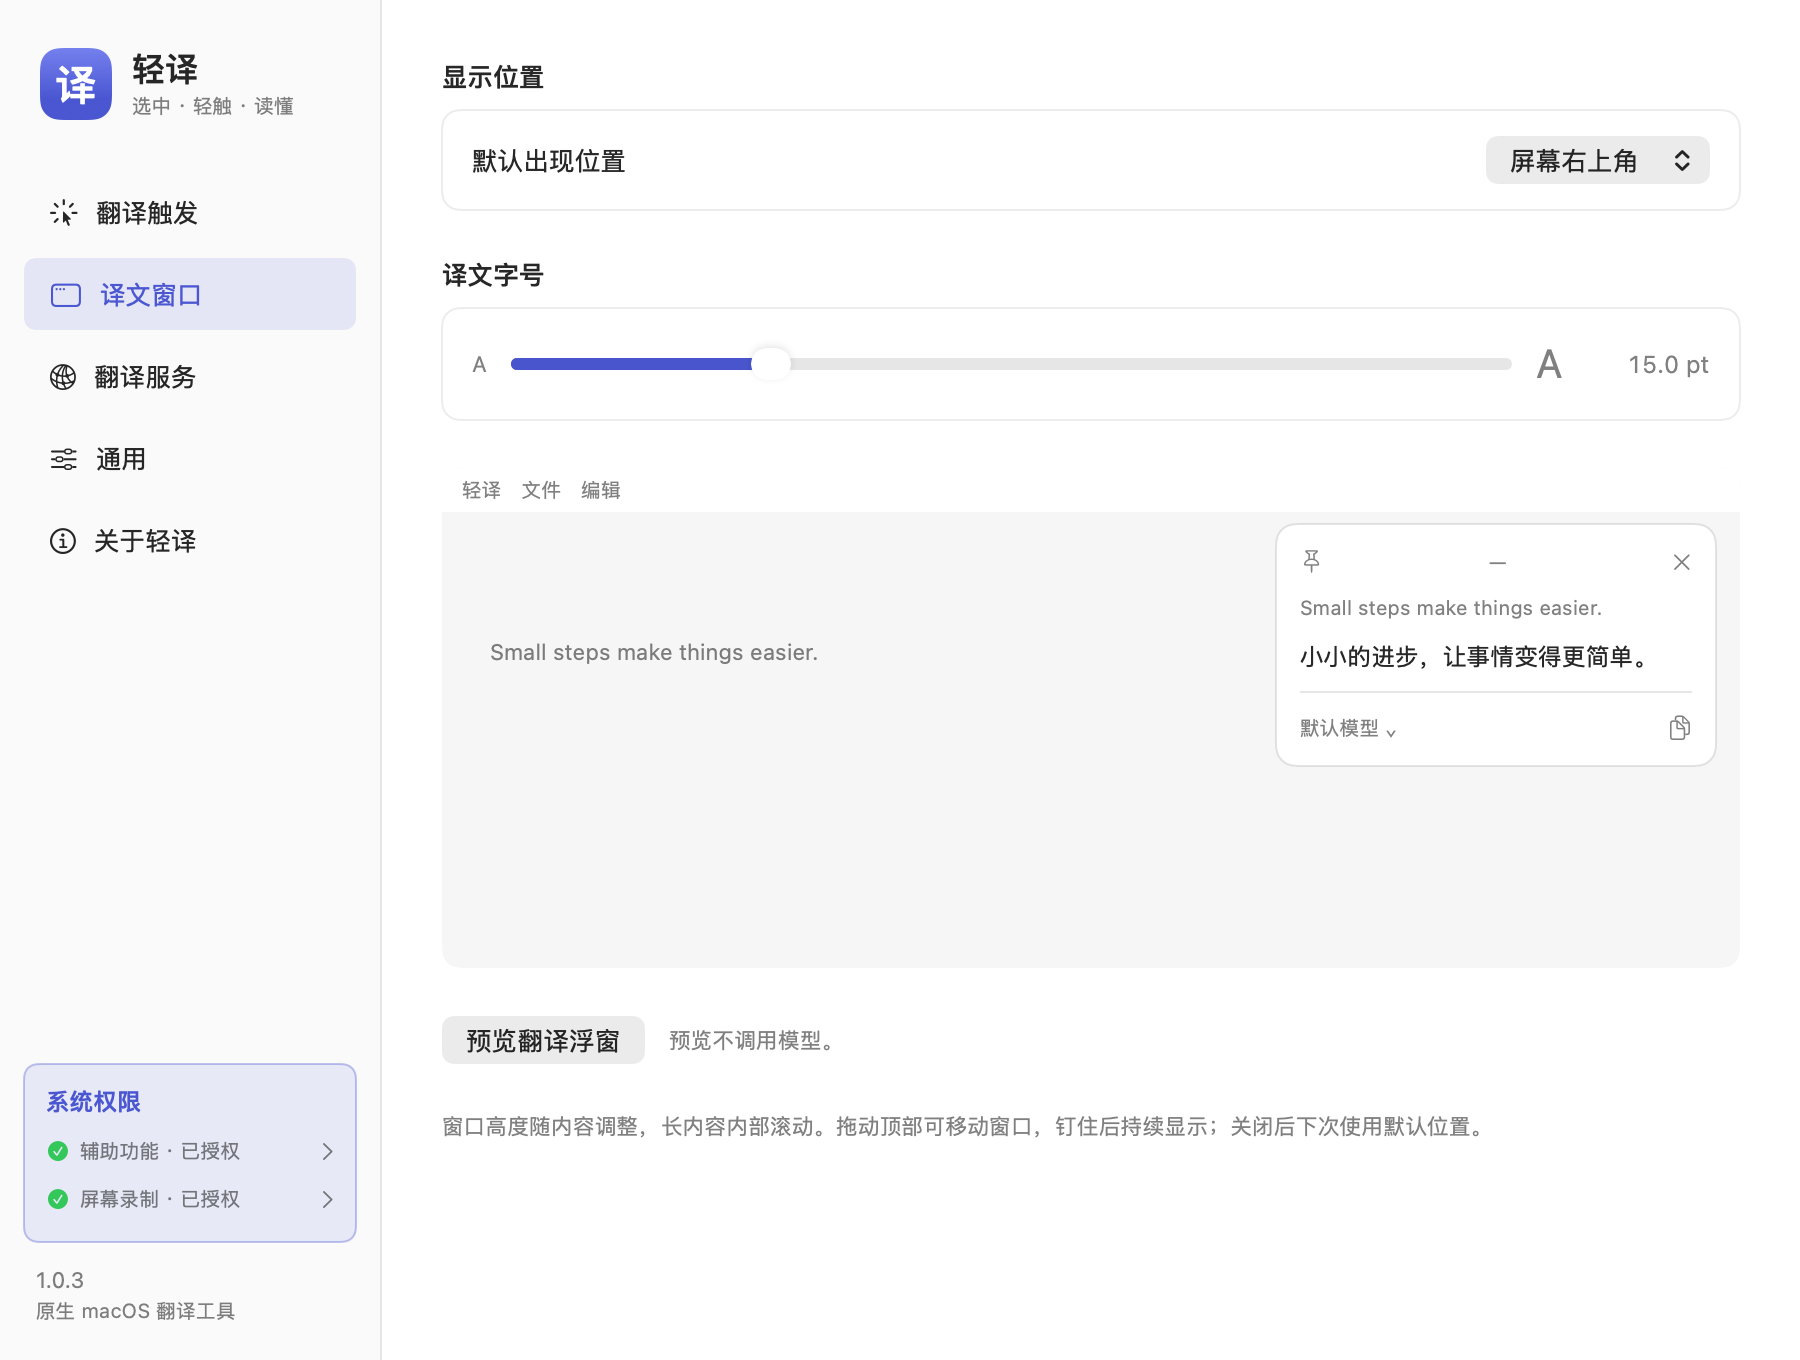 译
轻译
选中 · 轻触 · 读懂
翻译触发
译文窗口
翻译服务
通用
关于轻译
系统权限
辅助功能 · 已授权
屏幕录制 · 已授权
1.0.3
原生 macOS 翻译工具
显示位置
默认出现位置
屏幕右上角
译文字号
A
A
15.0 pt
轻译 文件 编辑
Small steps make things easier.
Small steps make things easier.
小小的进步，让事情变得更简单。
默认模型
预览翻译浮窗
预览不调用模型。
窗口高度随内容调整，长内容内部滚动。拖动顶部可移动窗口，钉住后持续显示；关闭后下次使用默认位置。